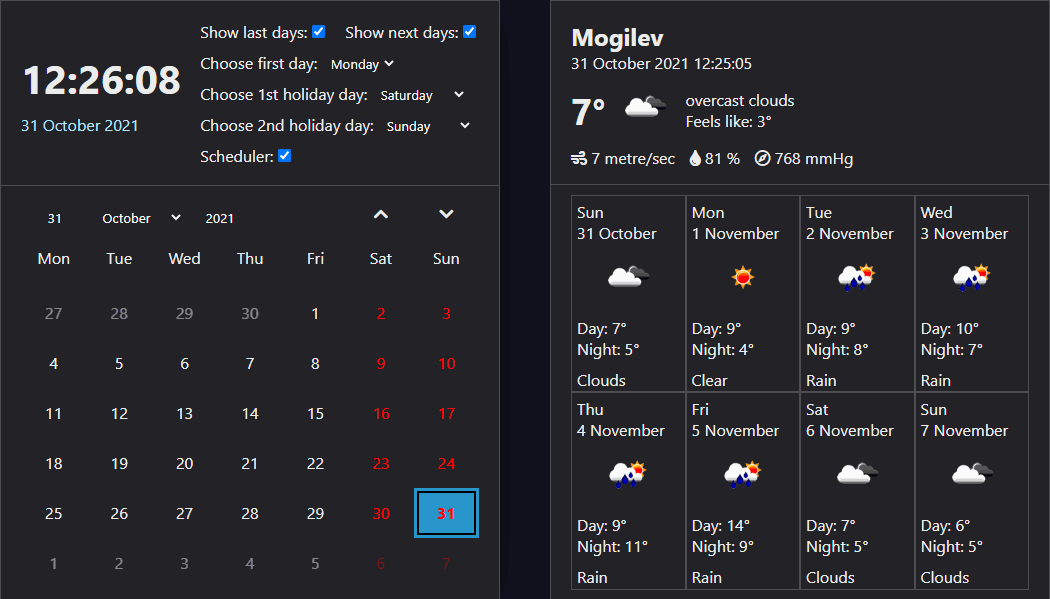 Show last days: Show next days:
Choose first day: Monday
12:26:08
Choose 1st holiday day: Saturday
31 October 2021
Choose 2nd holiday day: Sunday
Scheduler:
31 October 2021
Mon Tue Wed Thu Fri Sat Sun
27 28 29 30 1 2 3
4 5 6 7 8 9 10
11 12 13 14 15 16 17
18 19 20 21 22 23 24
25 26 27 28 29 30 31
1 2 3 4 5 6 7
Mogilev
31 October 2021 12:25:05
7°
overcast clouds
Feels like: 3°
7 metre/sec 81 % 768 mmHg
Sun
31 October
Day: 7°
Night: 5°
Clouds
Mon
1 November
Day: 9°
Night: 4°
Clear
Tue
2 November
Day: 9°
Night: 8°
Rain
Wed
3 November
Day: 10°
Night: 7°
Rain
Thu
4 November
Day: 9°
Night: 11°
Rain
Fri
5 November
Day: 14°
Night: 9°
Rain
Sat
6 November
Day: 7°
Night: 5°
Clouds
Sun
7 November
Day: 6°
Night: 5°
Clouds